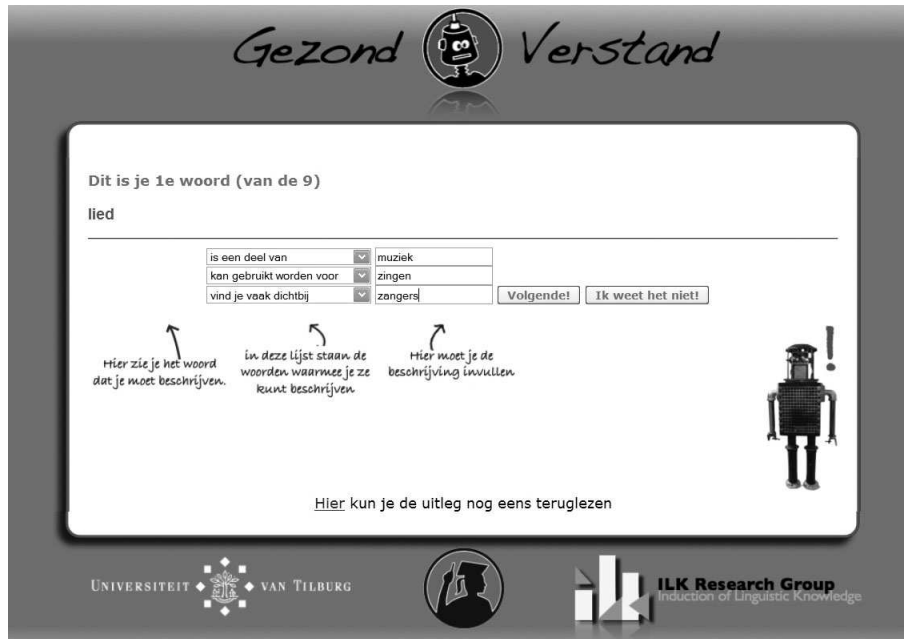 Gezond Verstand
Dit is je 1e woord (van de 9)
lied
is een deel van muziek
kan gebruikt worden voor zingen
vind je vaak dichtbij zangers Volgende! Ik weet het niet!
Hier zie je het woord
dat je moet beschrijven.
in deze lijst staan de
woorden waarmee je ze
kunt beschrijven
Hier moet je de
beschrijving invullen
!
Hier kun je de uitleg nog eens teruglezen
UNIVERSITEIT VAN TILBURG
ILK Research Group
Induction of Linguistic Knowledge